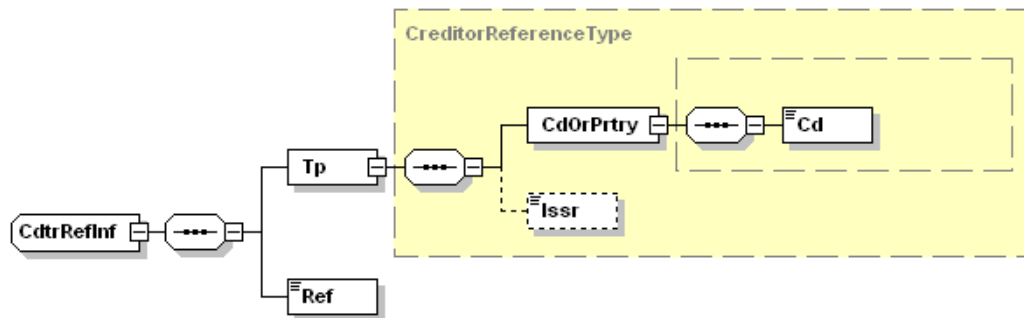 CreditorReferenceType
CdOrPrtry
Cd
Tp
Issr
CdtrRefInf
Ref